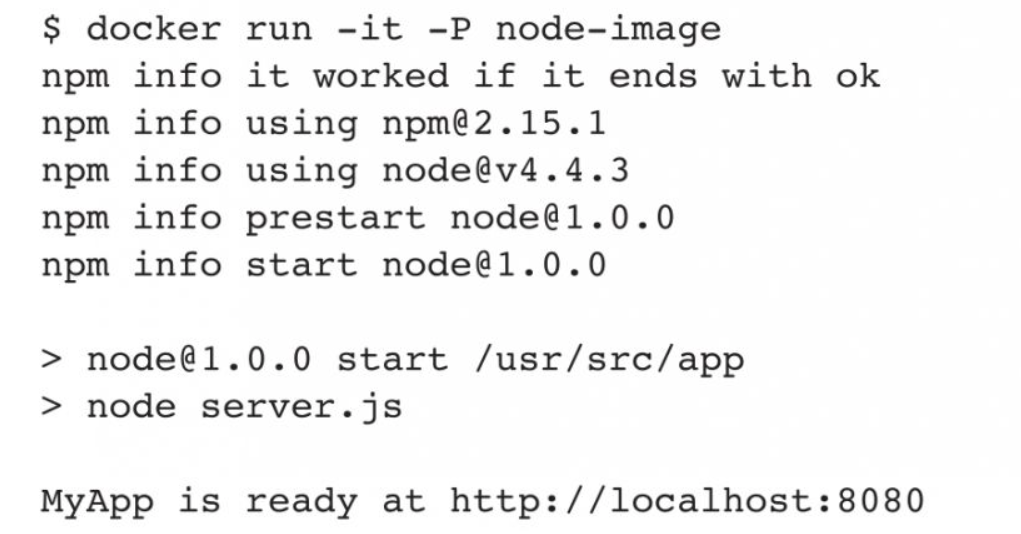 $ docker run -it -P node-image
npm info it worked if it ends with ok
npm info using npm@2.15.1
npm info using node@v4.4.3
npm info prestart node@1.0.0
npm info start node@1.0.0
> node@1.0.0 start /usr/src/app
> node server.js
MyApp is ready at http://localhost:8080